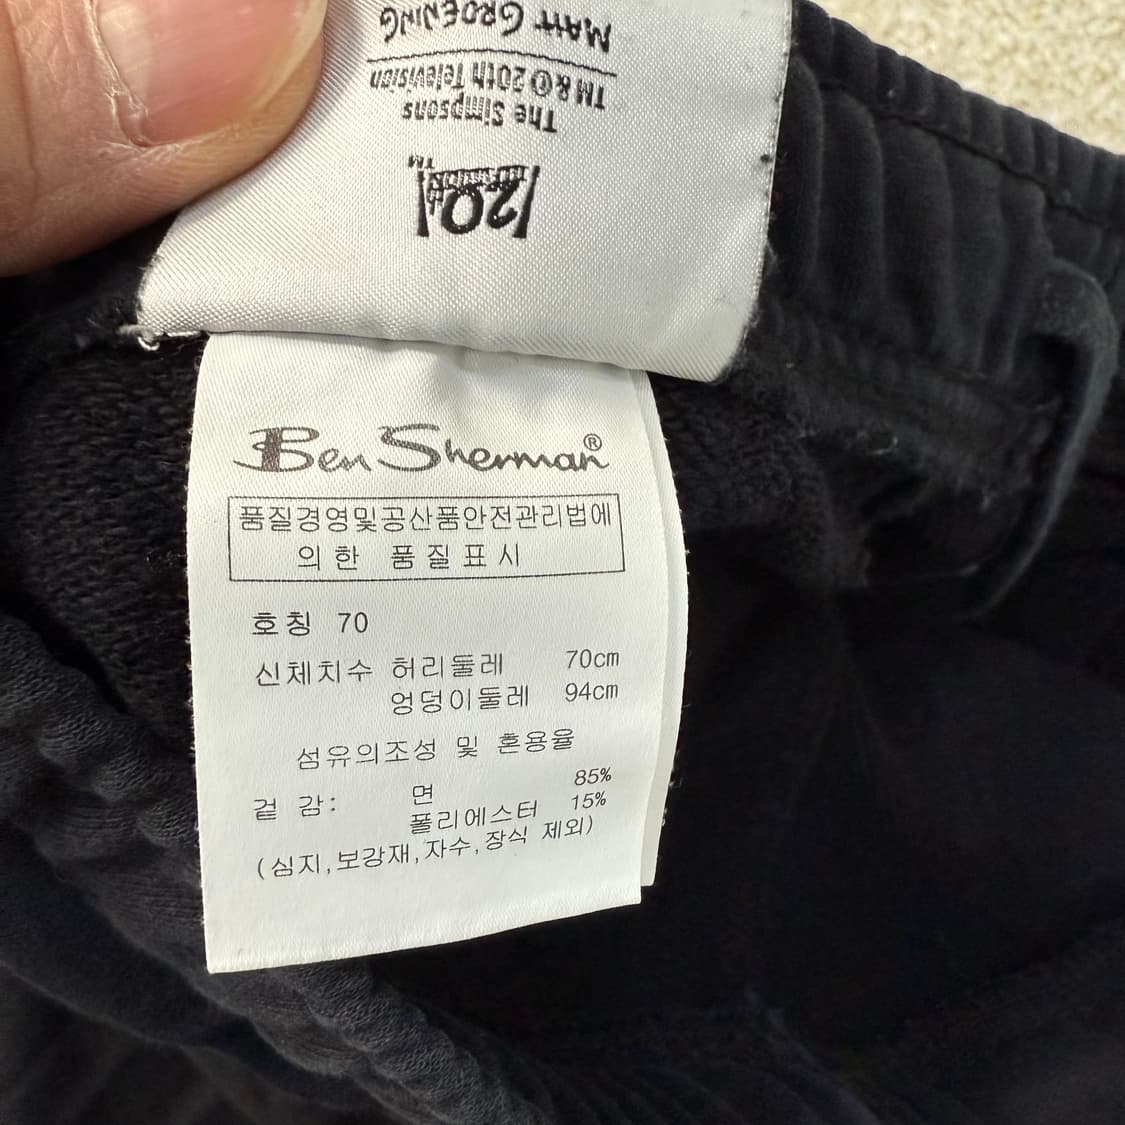 MATT GROENING
TM & © 20th Television
The Simpsons
20th
TM
Ben Sherman®
품질경영및공산품안전관리법에
의한 품질표시
호칭 70
신체치수 허리둘레 70cm
엉덩이둘레 94cm
섬유의조성 및 혼용율
겉 감: 면 85%
폴리에스터 15%
(심지,보강재,자수,장식 제외)